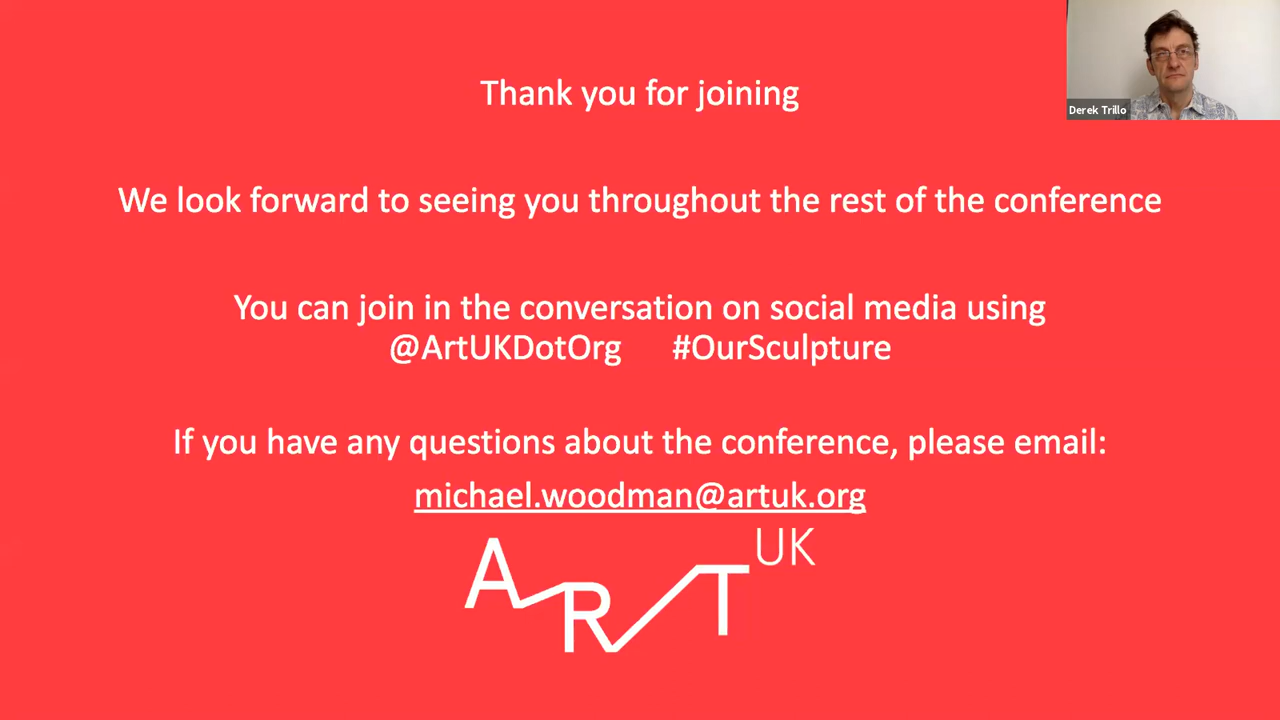 Thank you for joining
Derek Trillo
We look forward to seeing you throughout the rest of the conference
You can join in the conversation on social media using
@ArtUKDotOrg #OurSculpture
If you have any questions about the conference, please email:
michael.woodman@artuk.org
ART UK